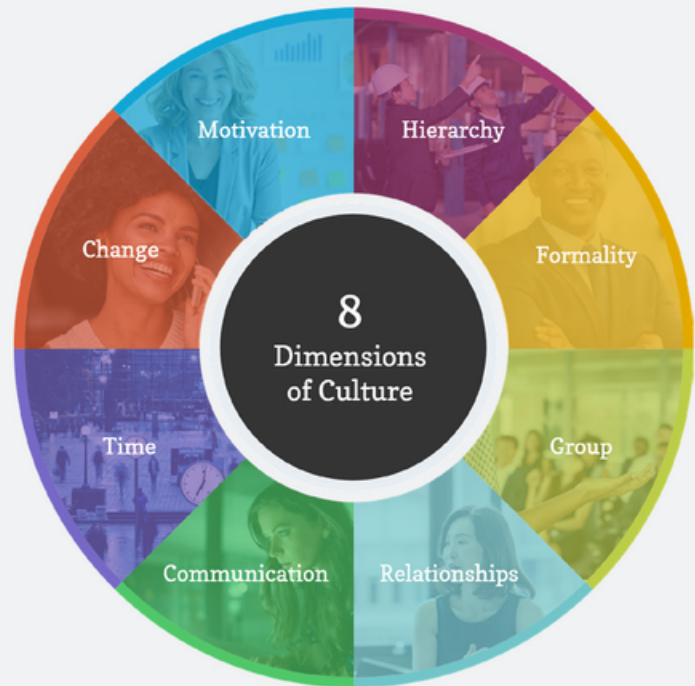 8
Dimensions
of Culture
Hierarchy
Formality
Group
Relationships
Communication
Time
Change
Motivation